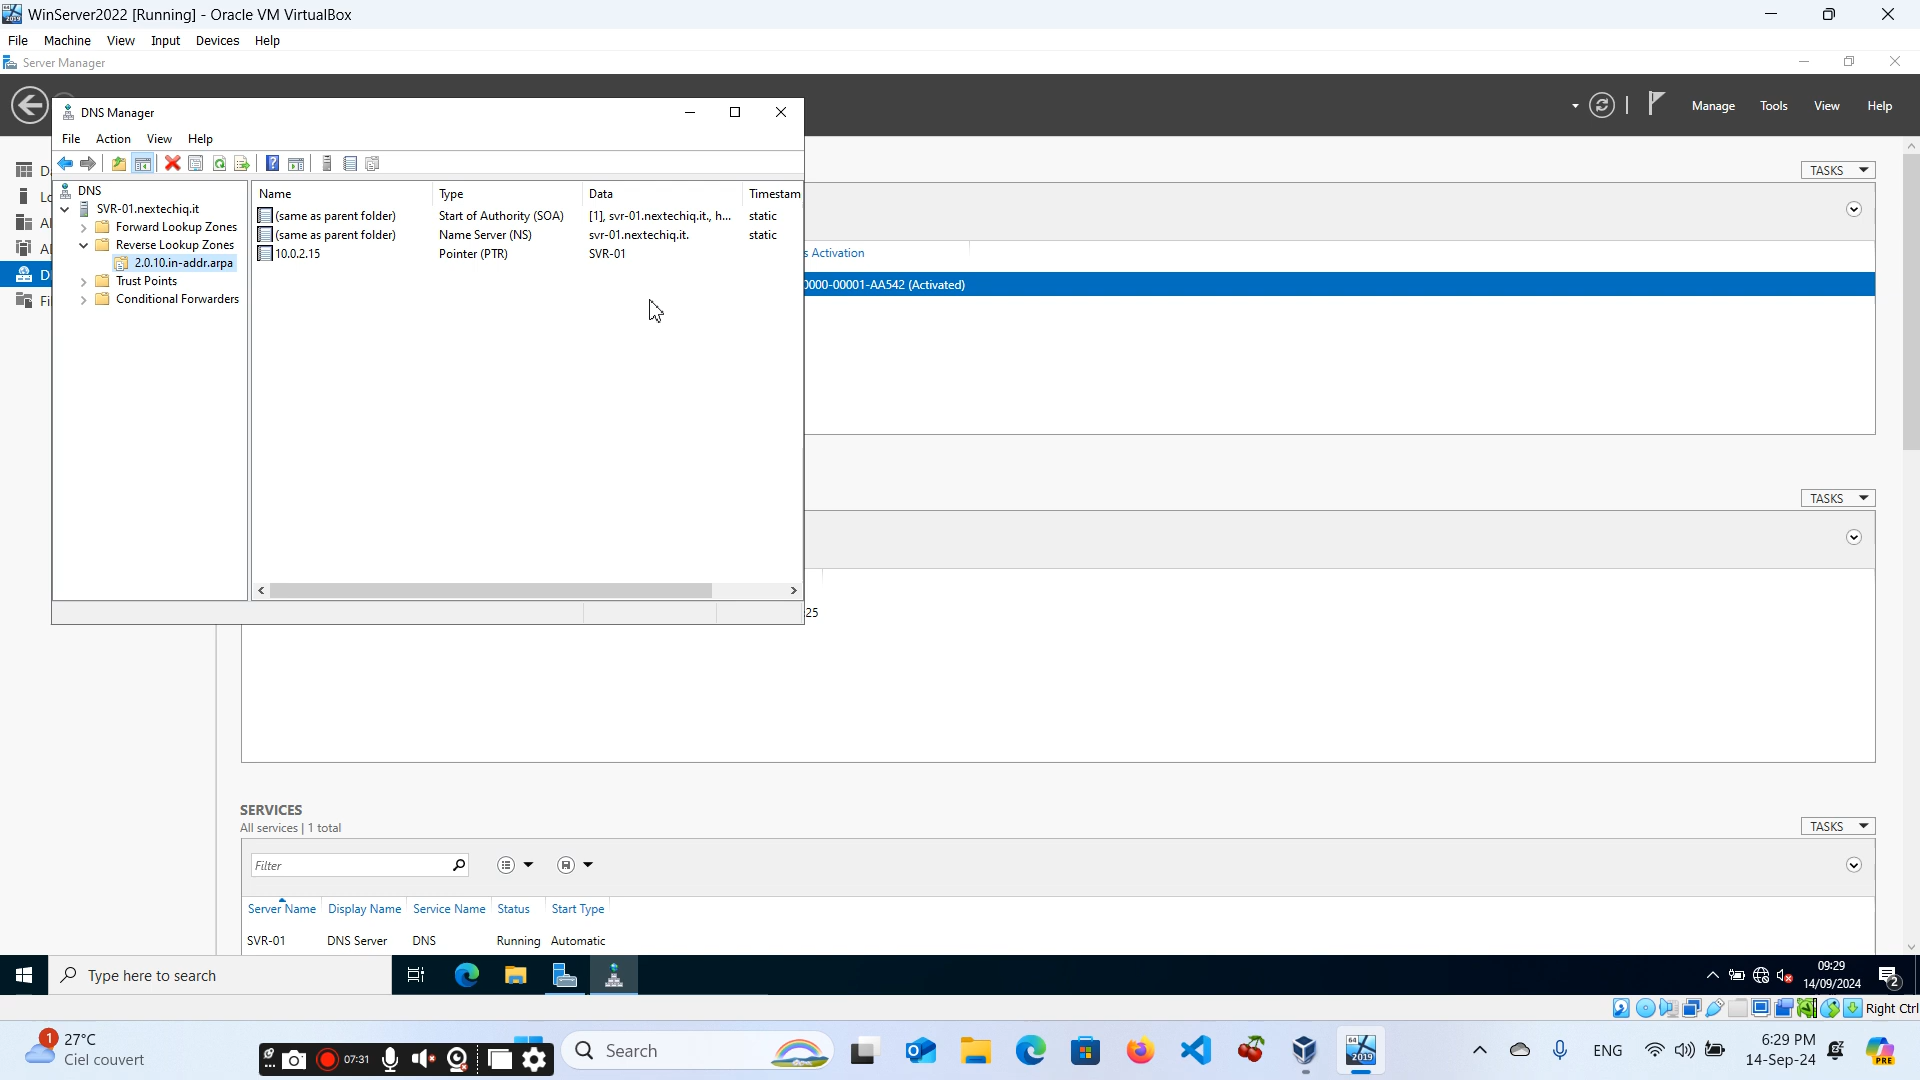 WinServer2022 [Running] - Oracle VM VirtualBox
File Machine View Input Devices Help
Server Manager
Manage Tools View Help
DNS Manager
File Action View Help
TASKS
DNS
SVR-01.nextechiq.it
Forward Lookup Zones
Reverse Lookup Zones
2.0.10.in-addr.arpa
Trust Points
Conditional Forwarders
Name Type Data Timestam
(same as parent folder) Start of Authority (SOA) [1], svr-01.nextechiq.it., h... static
(same as parent folder) Name Server (NS) svr-01.nextechiq.it. static
10.0.2.15 Pointer (PTR) SVR-01
s Activation
0000-00001-AA542 (Activated)
TASKS
:25
SERVICES
All services | 1 total
TASKS
Filter
Server Name Display Name Service Name Status Start Type
SVR-01 DNS Server DNS Running Automatic
Type here to search
09:29
14/09/2024
2
Right Ctrl
1
27°C
Ciel couvert
07:31
Search
64
2019
ENG
6:29 PM
14-Sep-24
PRE